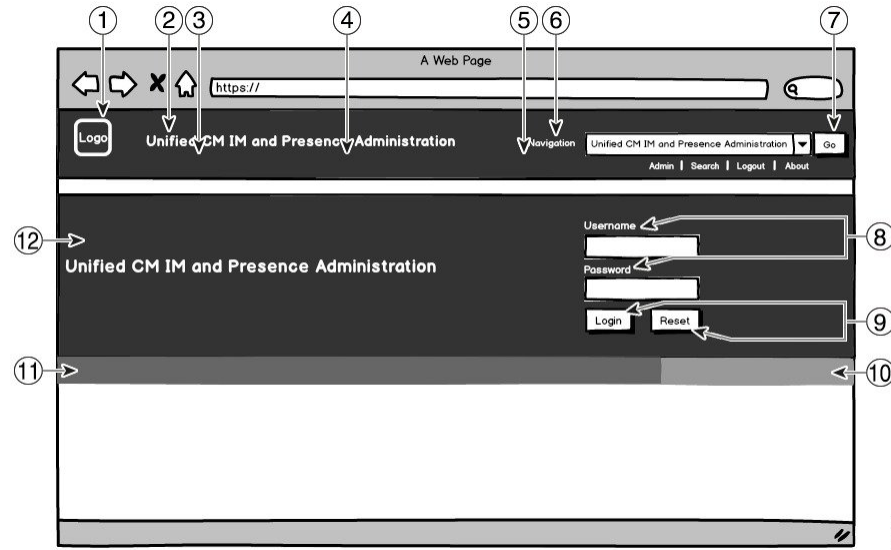 1 2 3 4 5 6 7
A Web Page
https://
Logo
Unified CM IM and Presence Administration
Navigation
Unified CM IM and Presence Administration
Go
Admin | Search | Logout | About
12
Unified CM IM and Presence Administration
Username
8
Password
Login Reset
9
11
10